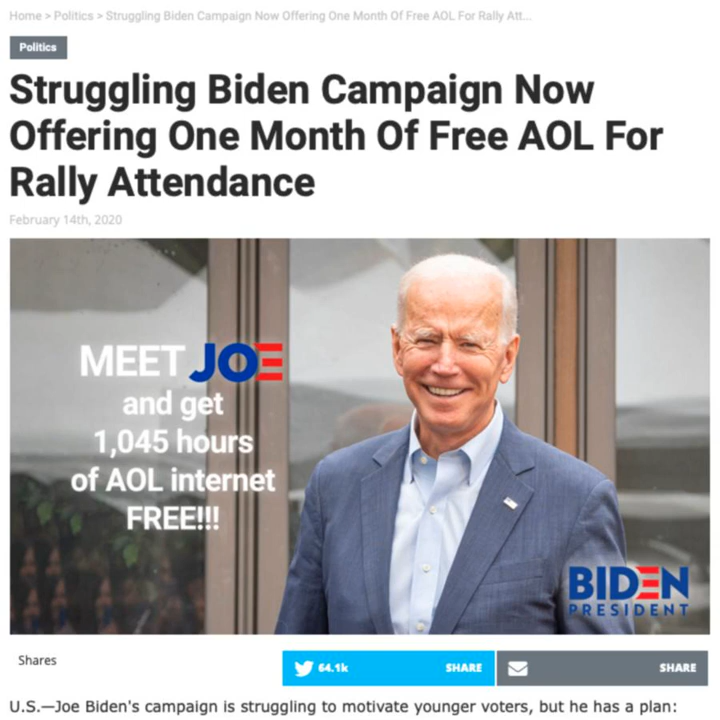 Home > Politics > Struggling Biden Campaign Now Offering One Month Of Free AOL For Rally Att...
Politics
Struggling Biden Campaign Now
Offering One Month Of Free AOL For
Rally Attendance
February 14th, 2020
MEET JOE
and get
1,045 hours
of AOL internet
FREE!!!
BIDEN
PRESIDENT
Shares
64.1k SHARE
SHARE
U.S.—Joe Biden's campaign is struggling to motivate younger voters, but he has a plan: